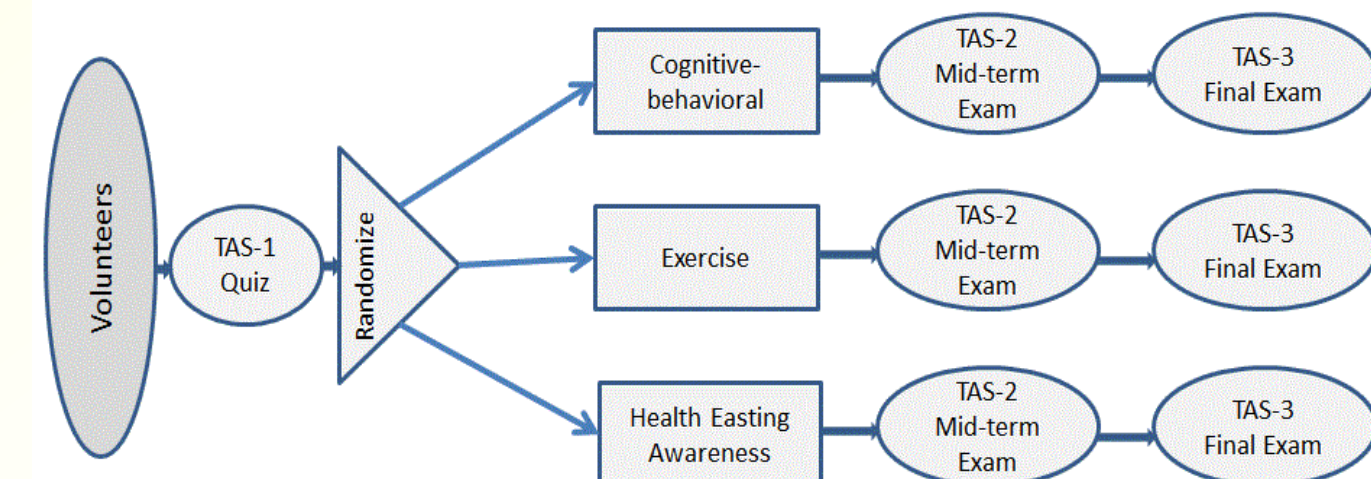 Volunteers
TAS-1
Quiz
Randomize
Cognitive-
behavioral
TAS-2
Mid-term
Exam
TAS-3
Final Exam
Exercise
TAS-2
Mid-term
Exam
TAS-3
Final Exam
Health Easting
Awareness
TAS-2
Mid-term
Exam
TAS-3
Final Exam